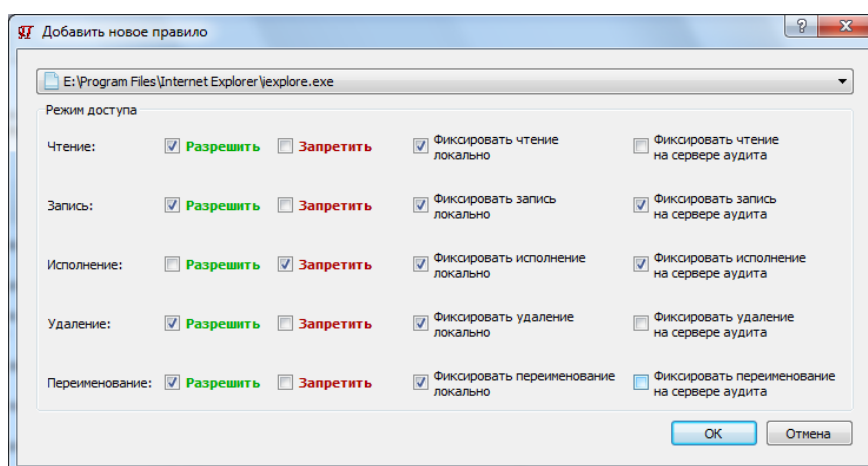 Добавить новое правило
E:\Program Files\Internet Explorer\iexplore.exe
Режим доступа
Чтение: Разрешить Запретить Фиксировать чтение локально Фиксировать чтение на сервере аудита
Запись: Разрешить Запретить Фиксировать запись локально Фиксировать запись на сервере аудита
Исполнение: Разрешить Запретить Фиксировать исполнение локально Фиксировать исполнение на сервере аудита
Удаление: Разрешить Запретить Фиксировать удаление локально Фиксировать удаление на сервере аудита
Переименование: Разрешить Запретить Фиксировать переименование локально Фиксировать переименование на сервере аудита
OK Отмена